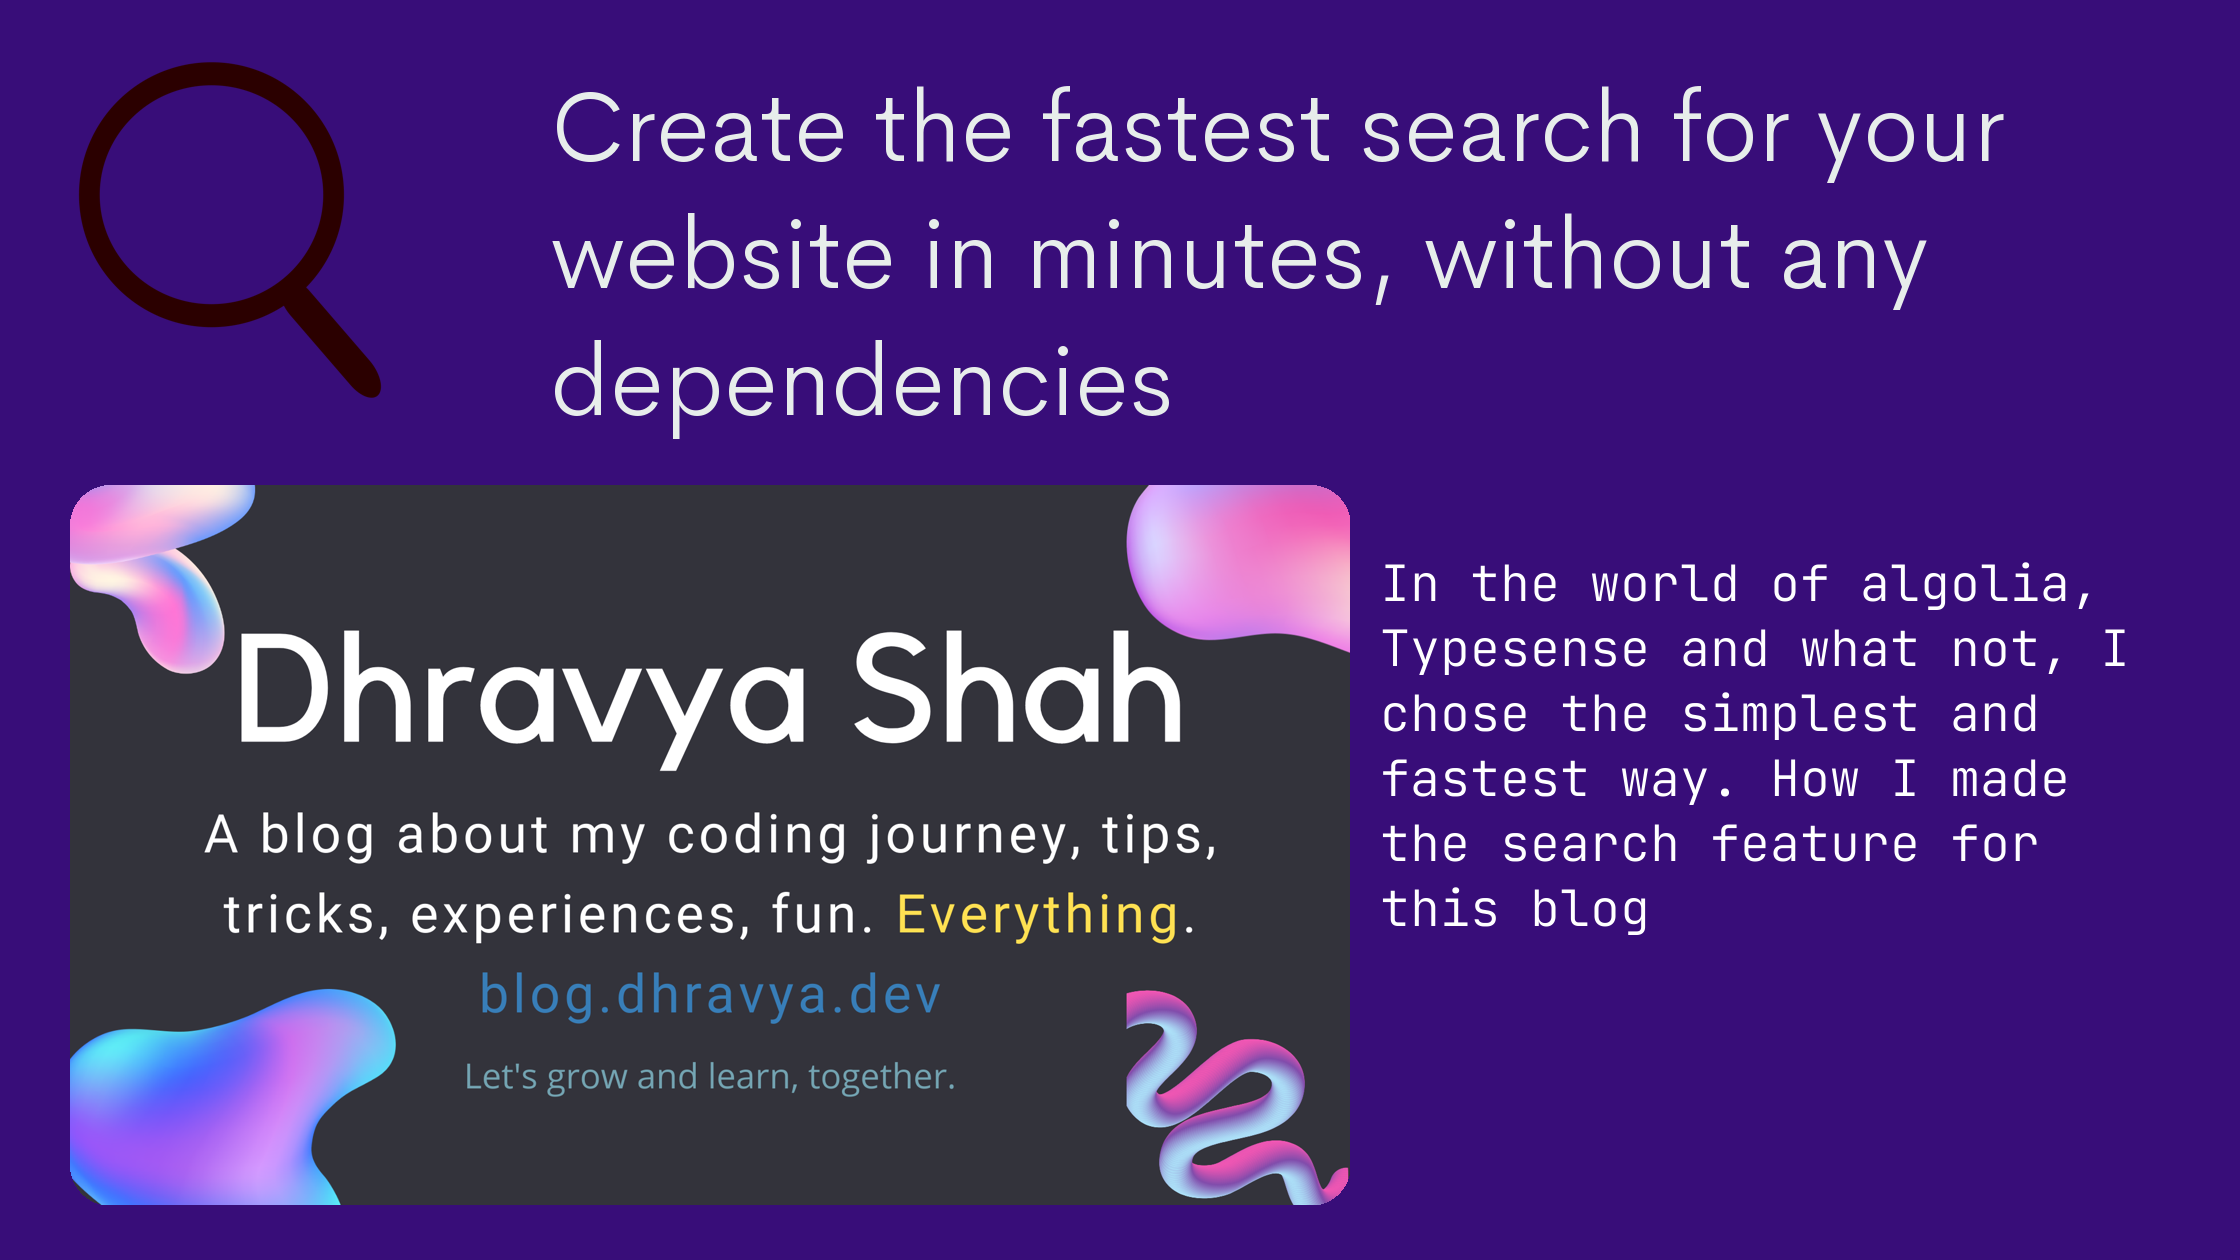 Create the fastest search for your
website in minutes, without any
dependencies
Dhravya Shah
A blog about my coding journey, tips,
tricks, experiences, fun. Everything.
blog.dhravya.dev
Let's grow and learn, together.
In the world of algolia,
Typesense and what not, I
chose the simplest and
fastest way. How I made
the search feature for
this blog